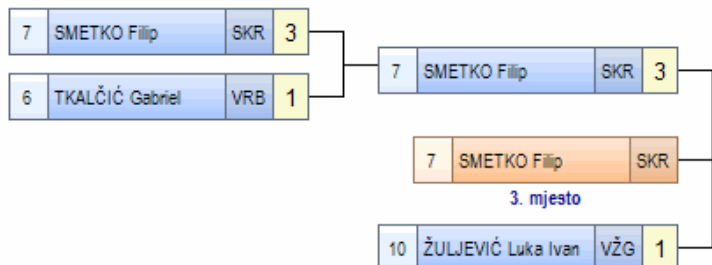 7 SMETKO Filip SKR 3
6 TKALČIĆ Gabriel VRB 1
7 SMETKO Filip SKR 3
7 SMETKO Filip SKR
3. mjesto
10 ŽULJEVIĆ Luka Ivan VŽG 1